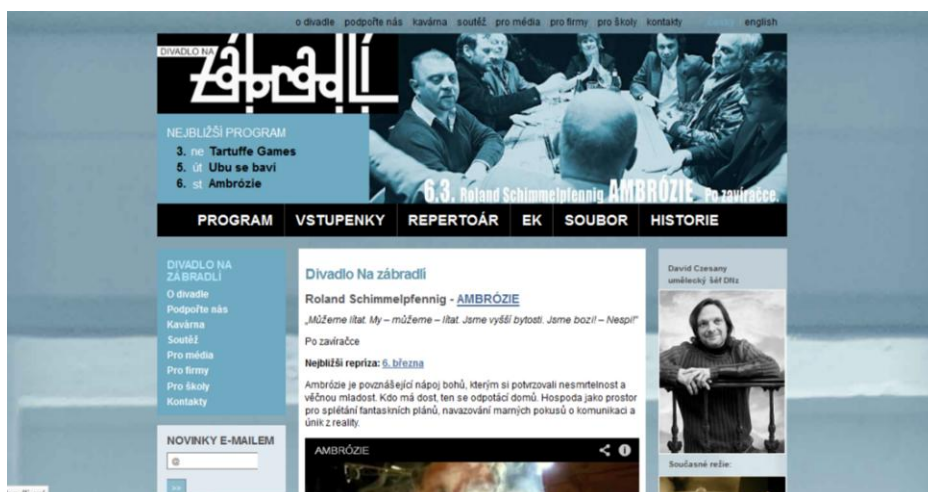 o divadle podpořte nás kavárna soutěž pro média pro firmy pro školy kontakty english
DIVADLO NA
zábradlí
NEJBLIŽŠÍ PROGRAM
3. ne Tartuffe Games
5. út Ubu se baví
6. st Ambrózie
6.3. Roland Schimmelpfennig AMBRÓZIE. Po zavíračce.
PROGRAM VSTUPENKY REPERTOÁR EK SOUBOR HISTORIE
DIVADLO NA
ZÁBRADLÍ
O divadle
Podpořte nás
Kavárna
Soutěž
Pro média
Pro firmy
Pro školy
Kontakty
NOVINKY E-MAILEM
@
>>
Divadlo Na zábradlí
Roland Schimmelpfennig - AMBRÓZIE
„Můžeme lítat. My – můžeme – lítat. Jsme vyšší bytosti. Jsme bozi! – Nespi!"
Po zavíračce
Nejbližší repríza: 6. března
Ambrózie je povznášející nápoj bohů, kterým si potvrzovali nesmrtelnost a
věčnou mladost. Kdo má dost, ten se odpotácí domů. Hospoda jako prostor
pro splétání fantaskních plánů, navazování marných pokusů o komunikaci a
únik z reality.
AMBRÓZIE
David Czesany
umělecký šéf DNz
Současné režie: